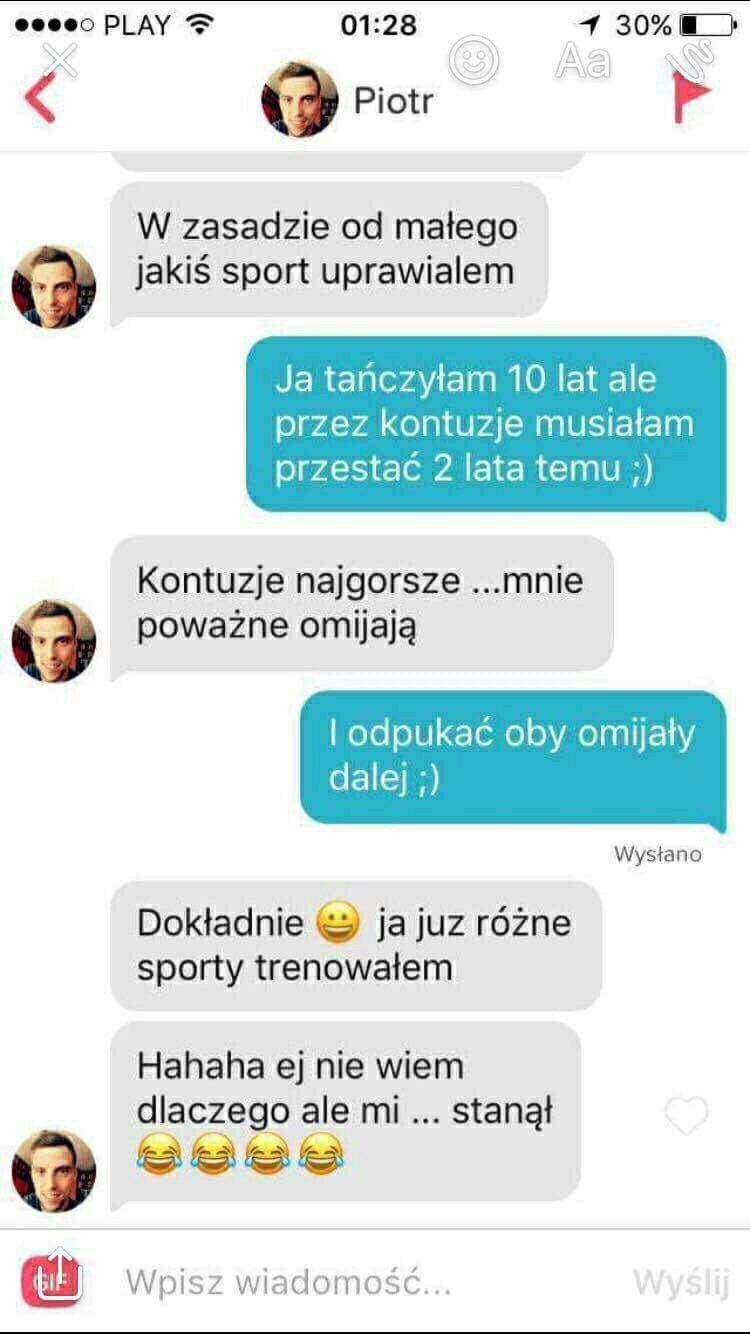 PLAY 01:28 30%
Aa
Piotr
W zasadzie od małego
jakiś sport uprawialem
Ja tańczyłam 10 lat ale
przez kontuzje musiałam
przestać 2 lata temu ;)
Kontuzje najgorsze ...mnie
poważne omijają
I odpukać oby omijały
dalej ;)
Wysłano
Dokładnie 😀 ja juz różne
sporty trenowałem
Hahaha ej nie wiem
dlaczego ale mi ... stanął
😂😂😂😂
GIF Wpisz wiadomość... Wyślij